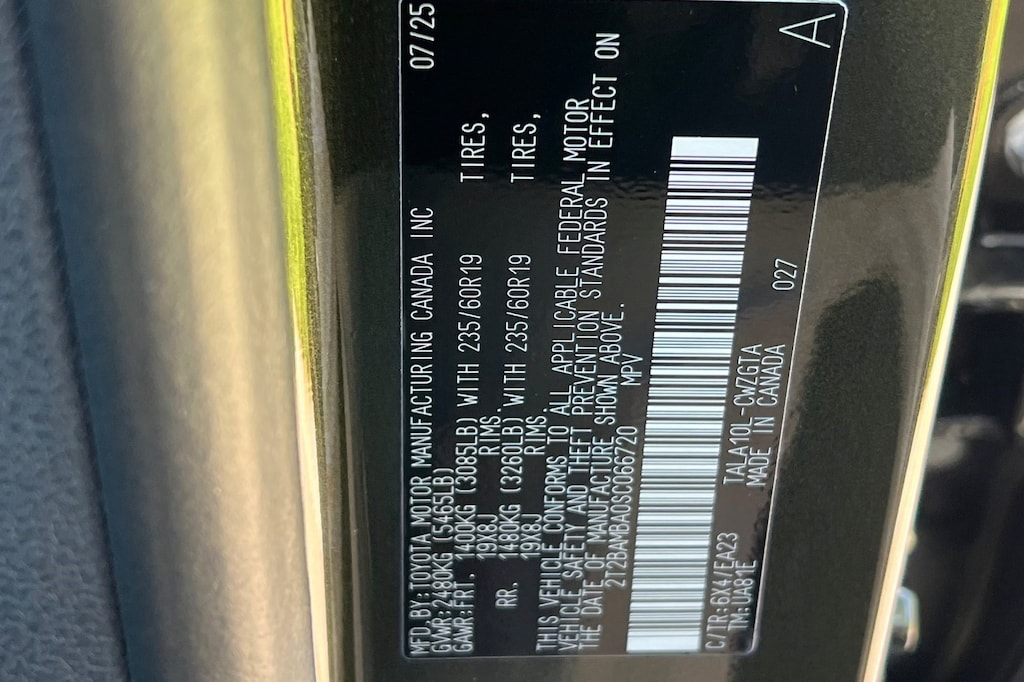 MFD.BY:TOYOTA MOTOR MANUFACTURING CANADA INC 07/25
GVWR:2480KG (5465LB)
GAWR:FRT. 1400KG (3085LB) WITH 235/60R19 TIRES,
19X8J RIMS.
RR. 1480KG (3260LB) WITH 235/60R19 TIRES,
19X8J RIMS.
THIS VEHICLE CONFORMS TO ALL APPLICABLE FEDERAL MOTOR
VEHICLE SAFETY AND THEFT PREVENTION STANDARDS IN EFFECT ON
THE DATE OF MANUFACTURE SHOWN ABOVE.
2T2BAMBA0SC066720 MPV
C/TR:6X4/EA23 TALA10L-CWZGTA 027
TM:UA81E MADE IN CANADA
A